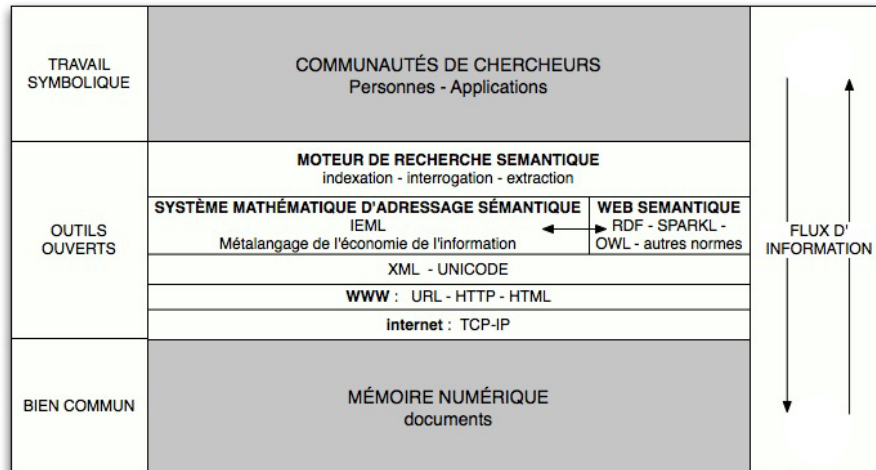 TRAVAIL
SYMBOLIQUE
COMMUNAUTÉS DE CHERCHEURS
Personnes - Applications
OUTILS
OUVERTS
MOTEUR DE RECHERCHE SEMANTIQUE
indexation - interrogation - extraction
SYSTÈME MATHÉMATIQUE D'ADRESSAGE SÉMANTIQUE
IEML
Métalangage de l'économie de l'information
WEB SEMANTIQUE
RDF - SPARKL -
OWL - autres normes
XML - UNICODE
WWW : URL - HTTP - HTML
internet : TCP-IP
BIEN COMMUN
MÉMOIRE NUMÉRIQUE
documents
FLUX D'
INFORMATION